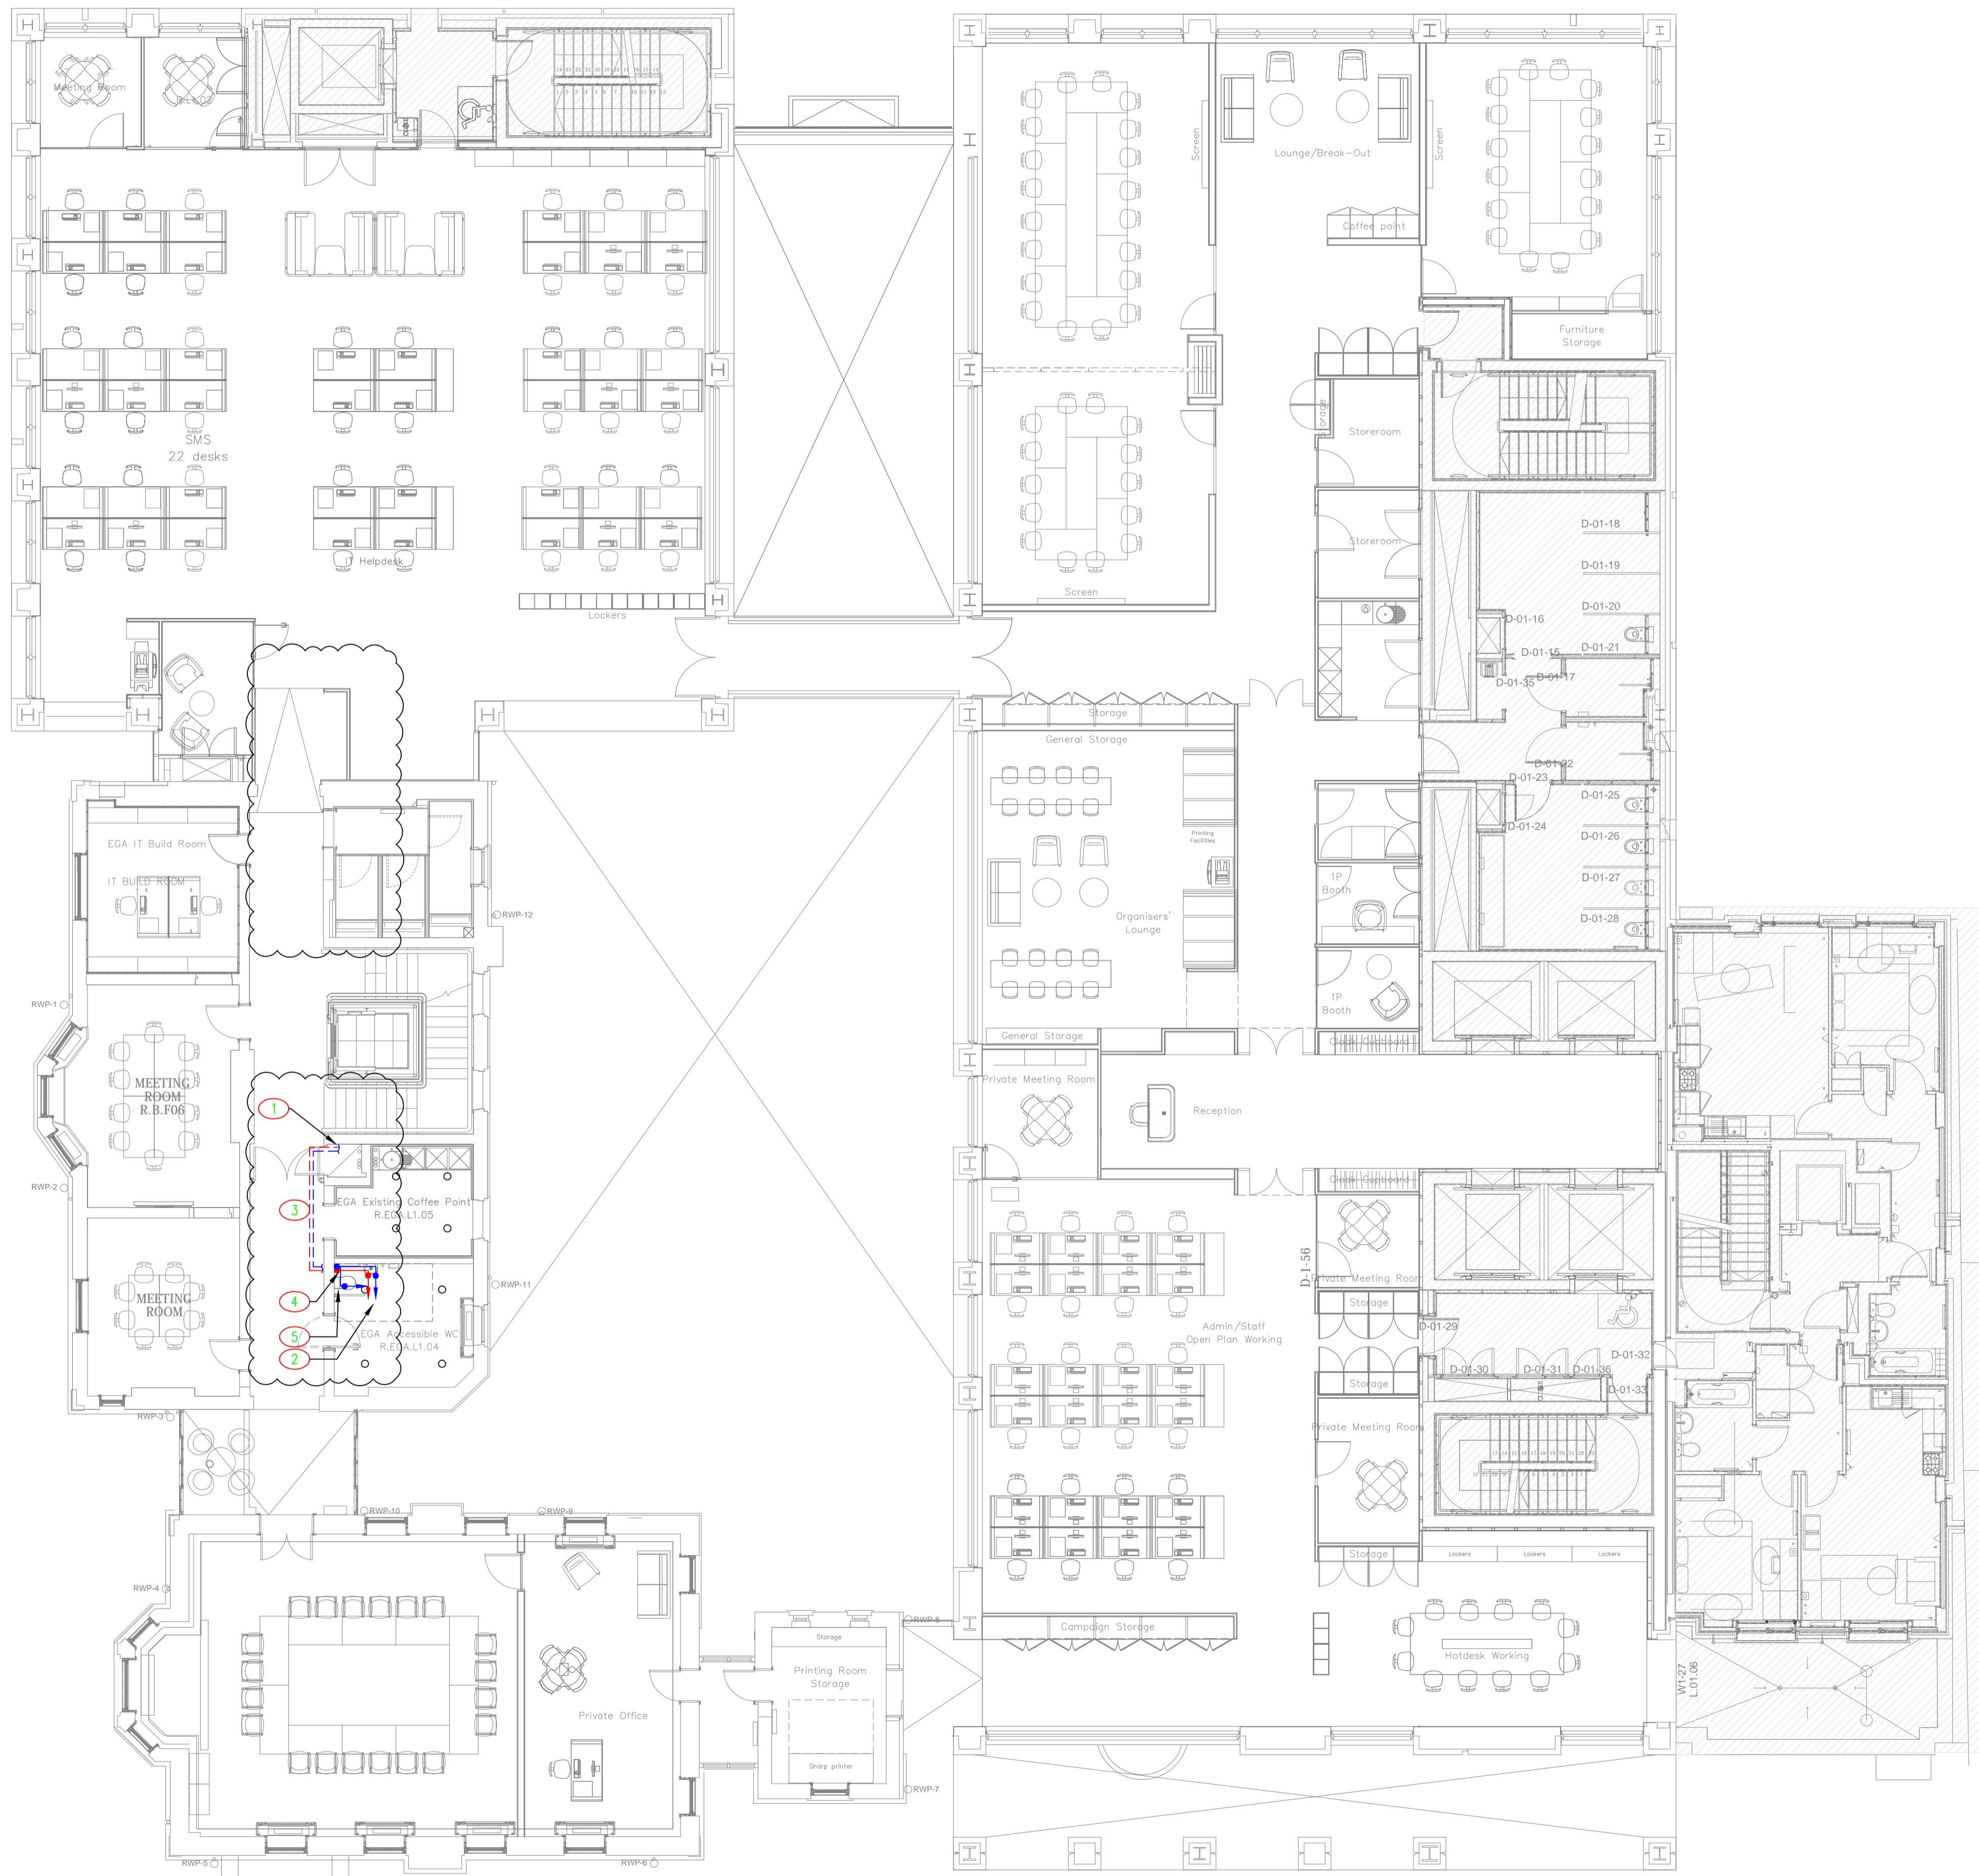 Meeting Room
Lounge/Break-Out
Screen
Screen
Coffee point
Furniture
Storage
SMS
22 desks
Storage
Storeroom
IT Helpdesk
Lockers
Storeroom
Screen
D-01-18
D-01-19
D-01-20
D-01-16
D-01-15
D-01-21
D-01-35
D-01-17
Storage
General Storage
D-01-22
D-01-23
D-01-25
D-01-24
D-01-26
D-01-27
D-01-28
Printing
Facilities
1P
Booth
Organisers'
Lounge
1P
Booth
General Storage
Cloak Cupboard
EGA IT Build Room
IT BUILD ROOM
RWP-12
RWP-1
MEETING
ROOM
R.B.F06
1
Private Meeting Room
Reception
RWP-2
3
EGA Existing Coffee Point
R.EGA.L1.05
Cloak Cupboard
D-1-56
Private Meeting Room
RWP-11
MEETING
ROOM
4
5
2
EGA Accessible WC
R.EGA.L1.04
Storage
D-01-29
Admin/Staff
Open Plan Working
D-01-32
D-01-30
D-01-31
D-01-36
Storage
D-01-33
RWP-3
Private Meeting Room
RWP-10
RWP-9
Storage
Lockers
Lockers
Lockers
RWP-4
RWP-8
Storage
Campaign Storage
Hotdesk Working
Printing Room
Storage
W1-27
L.01.06
Private Office
Sharp printer
RWP-7
RWP-5
RWP-6